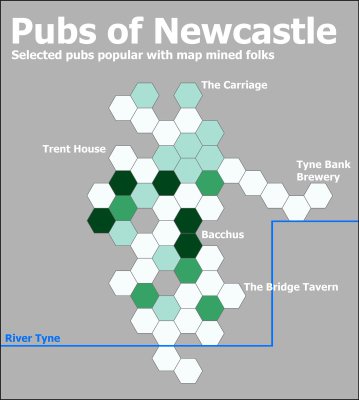 Pubs of Newcastle
Selected pubs popular with map mined folks
The Carriage
Trent House
Tyne Bank
Brewery
Bacchus
The Bridge Tavern
River Tyne